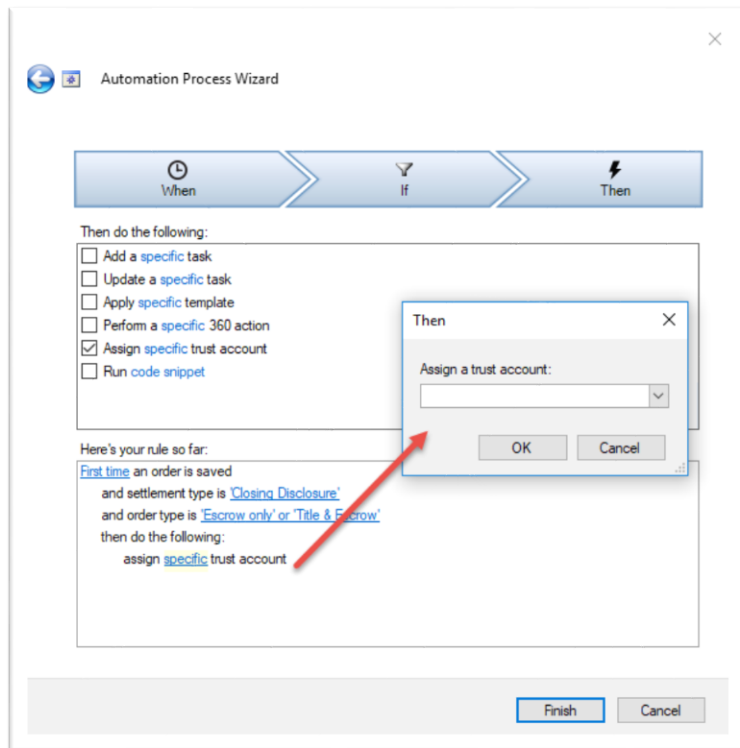 Automation Process Wizard
When
If
Then
Then do the following:
Add a specific task
Update a specific task
Apply specific template
Perform a specific 360 action
Assign specific trust account
Run code snippet
Then
Assign a trust account:
OK
Cancel
Here's your rule so far:
First time an order is saved
and settlement type is 'Closing Disclosure'
and order type is 'Escrow only' or 'Title & Escrow'
then do the following:
assign specific trust account
Finish
Cancel